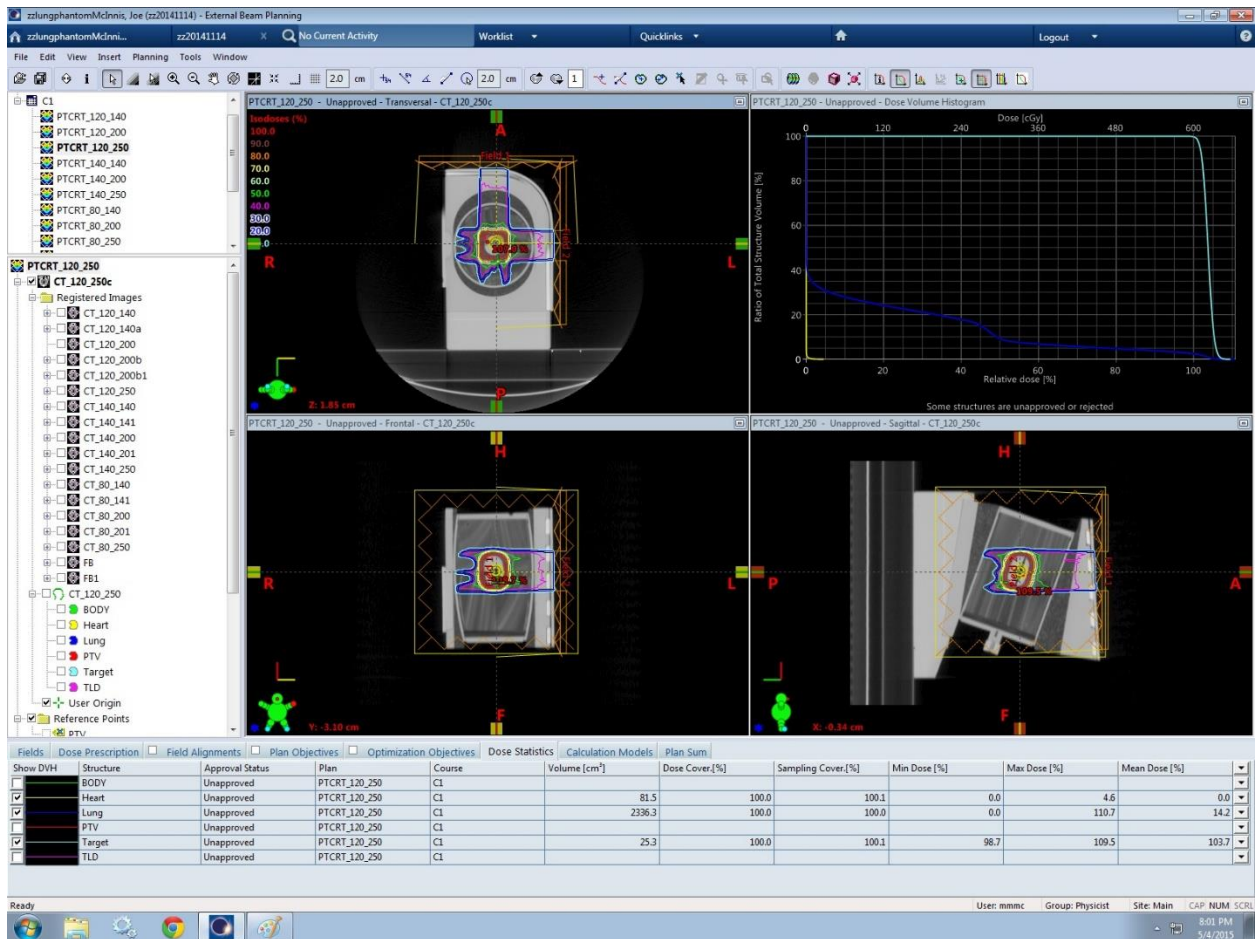 zzlungphantomMcInnis, Joe (zz20141114) - External Beam Planning
zzlungphantomMcInni... zz20141114 X No Current Activity Worklist Quicklinks Logout
File Edit View Insert Planning Tools Window
2.0 cm 2.0 cm 1
C1
PTCRT_120_140
PTCRT_120_200
PTCRT_120_250
PTCRT_140_140
PTCRT_140_200
PTCRT_140_250
PTCRT_80_140
PTCRT_80_200
PTCRT_80_250
PTCRT_120_250
CT_120_250c
Registered Images
CT_120_140
CT_120_140a
CT_120_200
CT_120_200b
CT_120_200b1
CT_120_250
CT_140_140
CT_140_141
CT_140_200
CT_140_201
CT_140_250
CT_80_140
CT_80_141
CT_80_200
CT_80_201
CT_80_250
FB
FB1
CT_120_250
BODY
Heart
Lung
PTV
Target
TLD
User Origin
Reference Points
PTV
PTCRT_120_250 - Unapproved - Transversal - CT_120_250c
Isodoses (%)
100.0
90.0
80.0
70.0
60.0
50.0
40.0
30.0
20.0
A
Field 1
Field 2
R
L
P
Z: 1.85 cm
PTCRT_120_250 - Unapproved - Dose Volume Histogram
Dose [cGy]
0 120 240 360 480 600
Ratio of Total Structure Volume [%]
100
80
60
40
20
0
0 20 40 60 80 100
Relative dose [%]
Some structures are unapproved or rejected
PTCRT_120_250 - Unapproved - Frontal - CT_120_250c
H
R
L
F
Y: -3.10 cm
PTCRT_120_250 - Unapproved - Sagittal - CT_120_250c
H
P
A
109.5 %
F
X: -0.34 cm
Fields Dose Prescription Field Alignments Plan Objectives Optimization Objectives Dose Statistics Calculation Models Plan Sum
Show DVH Structure Approval Status Plan Course Volume [cm³] Dose Cover.[%] Sampling Cover.[%] Min Dose [%] Max Dose [%] Mean Dose [%]
BODY Unapproved PTCRT_120_250 C1
Heart Unapproved PTCRT_120_250 C1 81.5 100.0 100.1 0.0 4.6 0.0
Lung Unapproved PTCRT_120_250 C1 2336.3 100.0 100.0 0.0 110.7 14.2
PTV Unapproved PTCRT_120_250 C1
Target Unapproved PTCRT_120_250 C1 25.3 100.0 100.1 98.7 109.5 103.7
TLD Unapproved PTCRT_120_250 C1
Ready User: mmmc Group: Physicist Site: Main CAP NUM SCRL
8:01 PM
5/4/2015